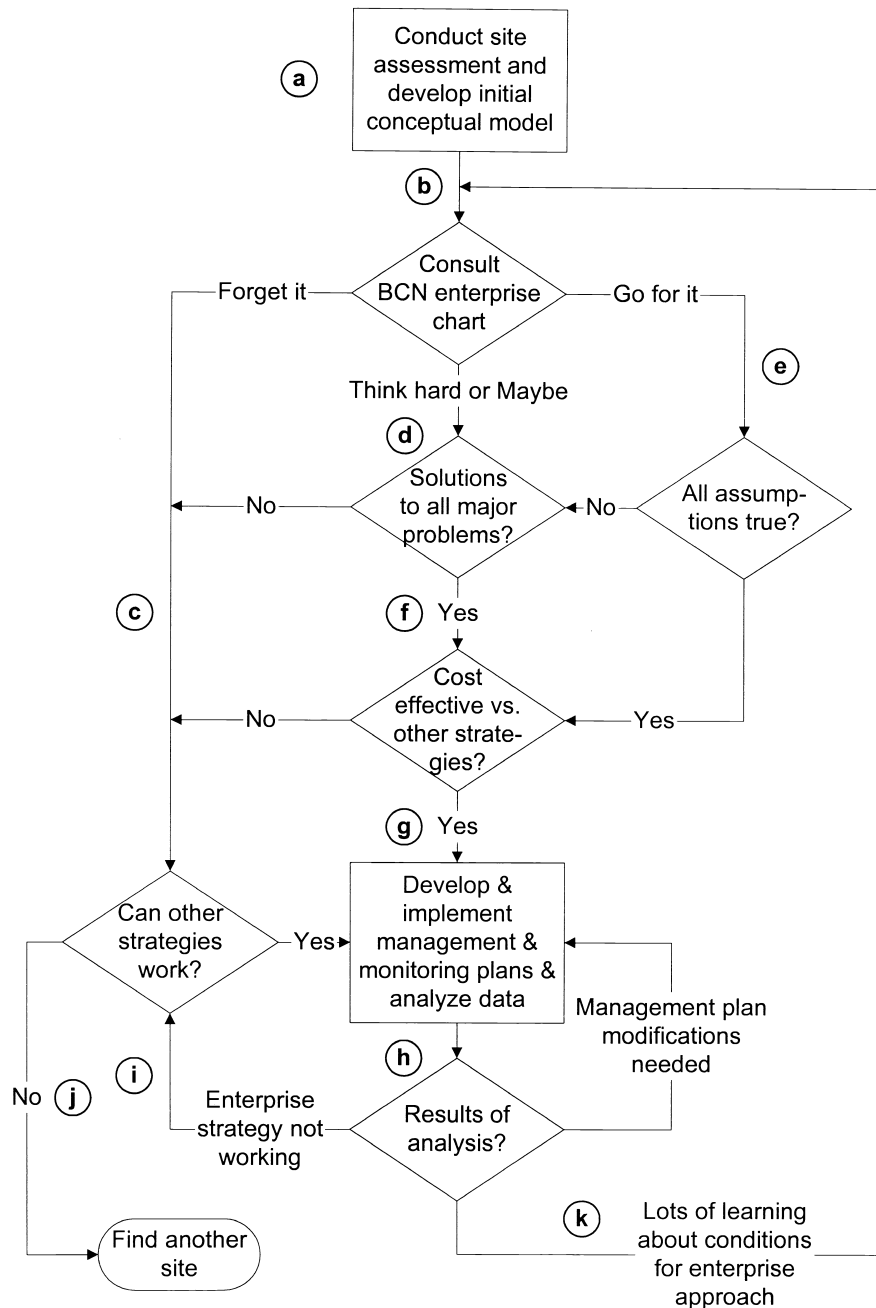 Conduct site
assessment and
develop initial
conceptual model
a
b
Consult
BCN enterprise
chart
Forget it
Go for it
e
Think hard or Maybe
d
Solutions
to all major
problems?
No
No
All assump-
tions true?
c
f
Yes
Cost
effective vs.
other strate-
gies?
No
Yes
g
Yes
Develop &
implement
management &
monitoring plans &
analyze data
Can other
strategies
work?
Yes
Management plan
modifications
needed
h
i
No
j
Enterprise
strategy not
working
Results of
analysis?
k
Lots of learning
about conditions
for enterprise
approach
Find another
site